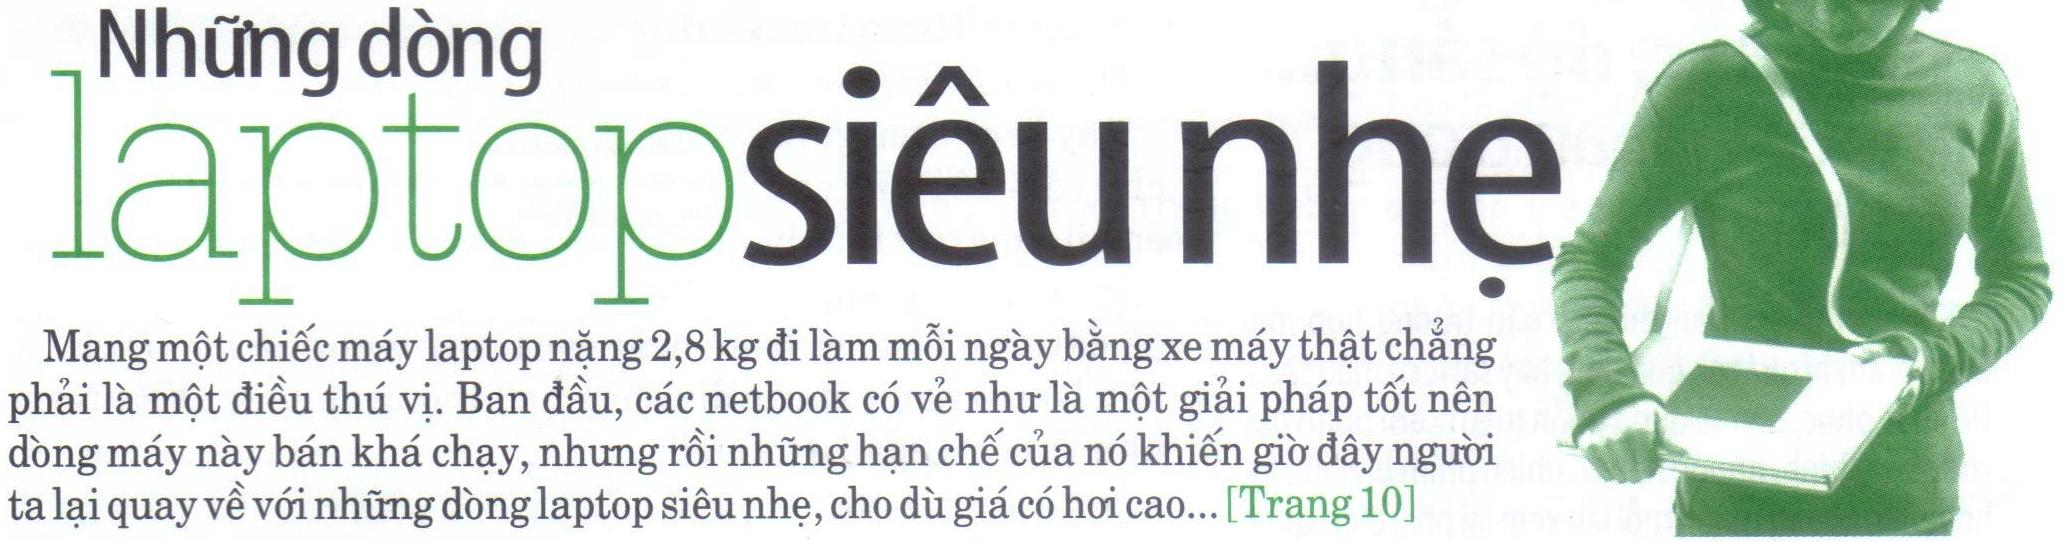 Những dòng
laptop siêu nhẹ
Mang một chiếc máy laptop nặng 2,8 kg đi làm mỗi ngày bằng xe máy thật chẳng
phải là một điều thú vị. Ban đầu, các netbook có vẻ như là một giải pháp tốt nên
dòng máy này bán khá chạy, nhưng rồi những hạn chế của nó khiến giờ đây người
ta lại quay về với những dòng laptop siêu nhẹ, cho dù giá có hơi cao... [Trang 10]